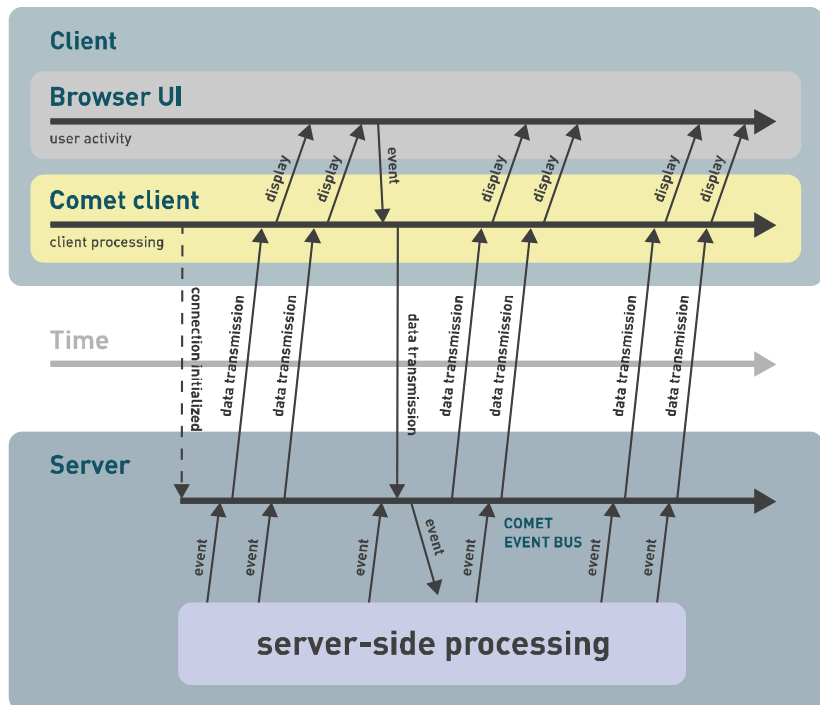 Client
Browser UI
user activity
display
display
event
display
display
display
display
Comet client
client processing
connection initialized
data transmission
data transmission
data transmission
data transmission
data transmission
data transmission
data transmission
Time
Server
COMET
EVENT BUS
event
event
event
event
event
event
event
server-side processing